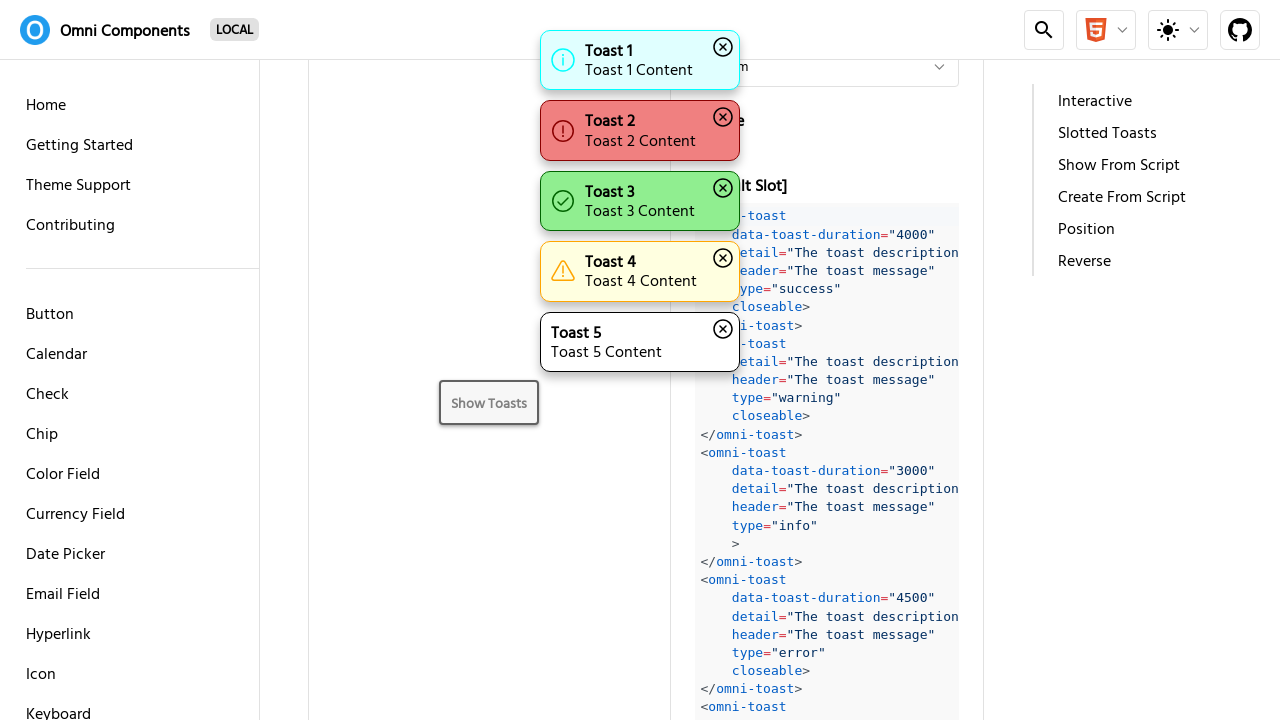 Omni Components
LOCAL
Home
Getting Started
Theme Support
Contributing
Button
Calendar
Check
Chip
Color Field
Currency Field
Date Picker
Email Field
Hyperlink
Icon
Keyboard
Toast 1
Toast 1 Content
Toast 2
Toast 2 Content
Toast 3
Toast 3 Content
Toast 4
Toast 4 Content
Toast 5
Toast 5 Content
Show Toasts
lt Slot]
-toast
data-toast-duration="4000"
detail="The toast description
header="The toast message"
type="success"
closeable>
ni-toast>
-toast
detail="The toast description
header="The toast message"
type="warning"
closeable>
</omni-toast>
<omni-toast
data-toast-duration="3000"
detail="The toast description
header="The toast message"
type="info"
>
</omni-toast>
<omni-toast
data-toast-duration="4500"
detail="The toast description
header="The toast message"
type="error"
closeable>
</omni-toast>
<omni-toast
Interactive
Slotted Toasts
Show From Script
Create From Script
Position
Reverse